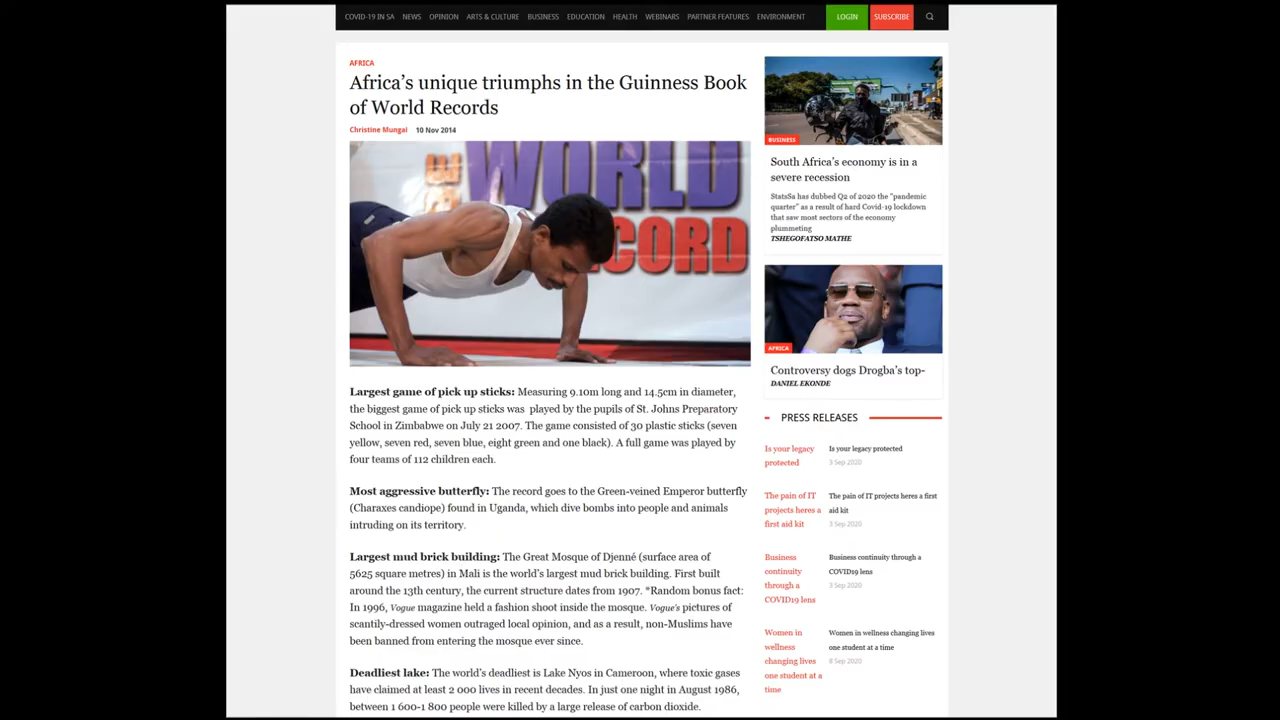 COVID-19 IN SA NEWS OPINION ARTS & CULTURE BUSINESS EDUCATION HEALTH WEBINARS PARTNER FEATURES ENVIRONMENT LOGIN SUBSCRIBE
AFRICA
Africa’s unique triumphs in the Guinness Book
of World Records
Christine Mungai 10 Nov 2014
WORLD
RECORD
Largest game of pick up sticks: Measuring 9.10m long and 14.5cm in diameter,
the biggest game of pick up sticks was played by the pupils of St. Johns Preparatory
School in Zimbabwe on July 21 2007. The game consisted of 30 plastic sticks (seven
yellow, seven red, seven blue, eight green and one black). A full game was played by
four teams of 112 children each.
Most aggressive butterfly: The record goes to the Green-veined Emperor butterfly
(Charaxes candiope) found in Uganda, which dive bombs into people and animals
intruding on its territory.
Largest mud brick building: The Great Mosque of Djenné (surface area of
5625 square metres) in Mali is the world’s largest mud brick building. First built
around the 13th century, the current structure dates from 1907. *Random bonus fact:
In 1996, Vogue magazine held a fashion shoot inside the mosque. Vogue’s pictures of
scantily-dressed women outraged local opinion, and as a result, non-Muslims have
been banned from entering the mosque ever since.
Deadliest lake: The world’s deadliest is Lake Nyos in Cameroon, where toxic gases
have claimed at least 2 000 lives in recent decades. In just one night in August 1986,
between 1 600-1 800 people were killed by a large release of carbon dioxide.
BUSINESS
South Africa’s economy is in a
severe recession
StatsSa has dubbed Q2 of 2020 the “pandemic
quarter” as a result of hard Covid-19 lockdown
that saw most sectors of the economy
plummeting
TSHEGOFATSO MATHE
AFRICA
Controversy dogs Drogba’s top-
DANIEL EKONDE
PRESS RELEASES
Is your legacy
protected
Is your legacy protected
3 Sep 2020
The pain of IT
projects heres a
first aid kit
The pain of IT projects heres a first
aid kit
3 Sep 2020
Business
continuity
through a
COVID19 lens
Business continuity through a
COVID19 lens
3 Sep 2020
Women in
wellness
changing lives
one student at a
time
Women in wellness changing lives
one student at a time
8 Sep 2020